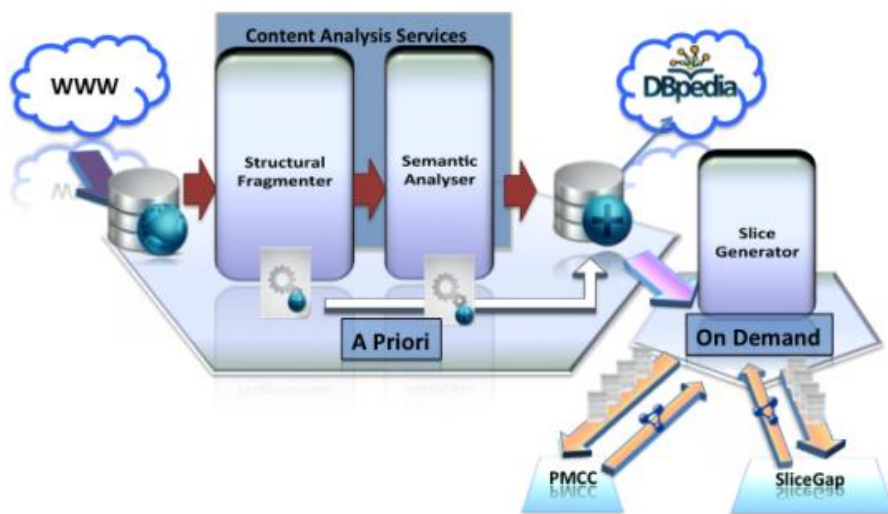 Content Analysis Services
WWW
DBpedia
Structural
Fragmenter
Semantic
Analyser
Slice
Generator
A Priori
On Demand
PMCC
SliceGap